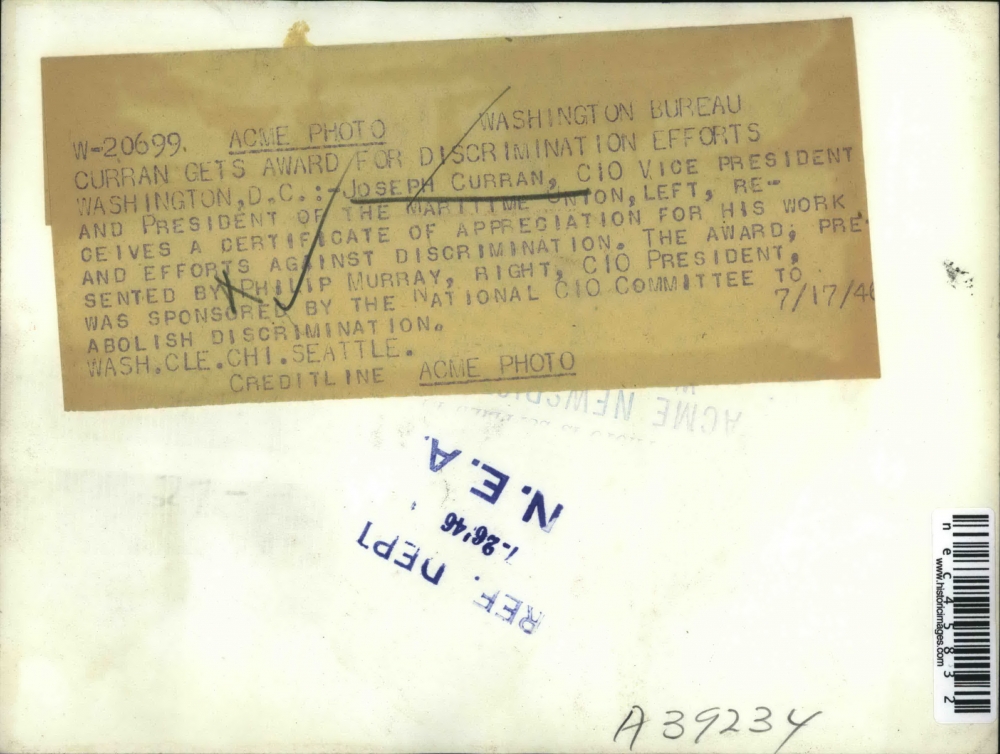 W-20699. ACME PHOTO WASHINGTON BUREAU
CURRAN GETS AWARD FOR DISCRIMINATION EFFORTS
WASHINGTON, D.C.:-JOSEPH CURRAN, CIO VICE PRESIDENT
AND PRESIDENT OF THE MARITIME UNION, LEFT, RE-
CEIVES A CERTIFICATE OF APPRECIATION FOR HIS WORK
AND EFFORTS AGAINST DISCRIMINATION. THE AWARD, PRE-
SENTED BY PHILIP MURRAY, RIGHT, CIO PRESIDENT,
WAS SPONSORED BY THE NATIONAL CIO COMMITTEE TO
ABOLISH DISCRIMINATION. 7/17/46
WASH.CLE.CHI.SEATTLE.
CREDITLINE ACME PHOTO
ACME
N.E.A.
7-26'46
REF. DEPT
nec45832
www.historicimages.com
A39234